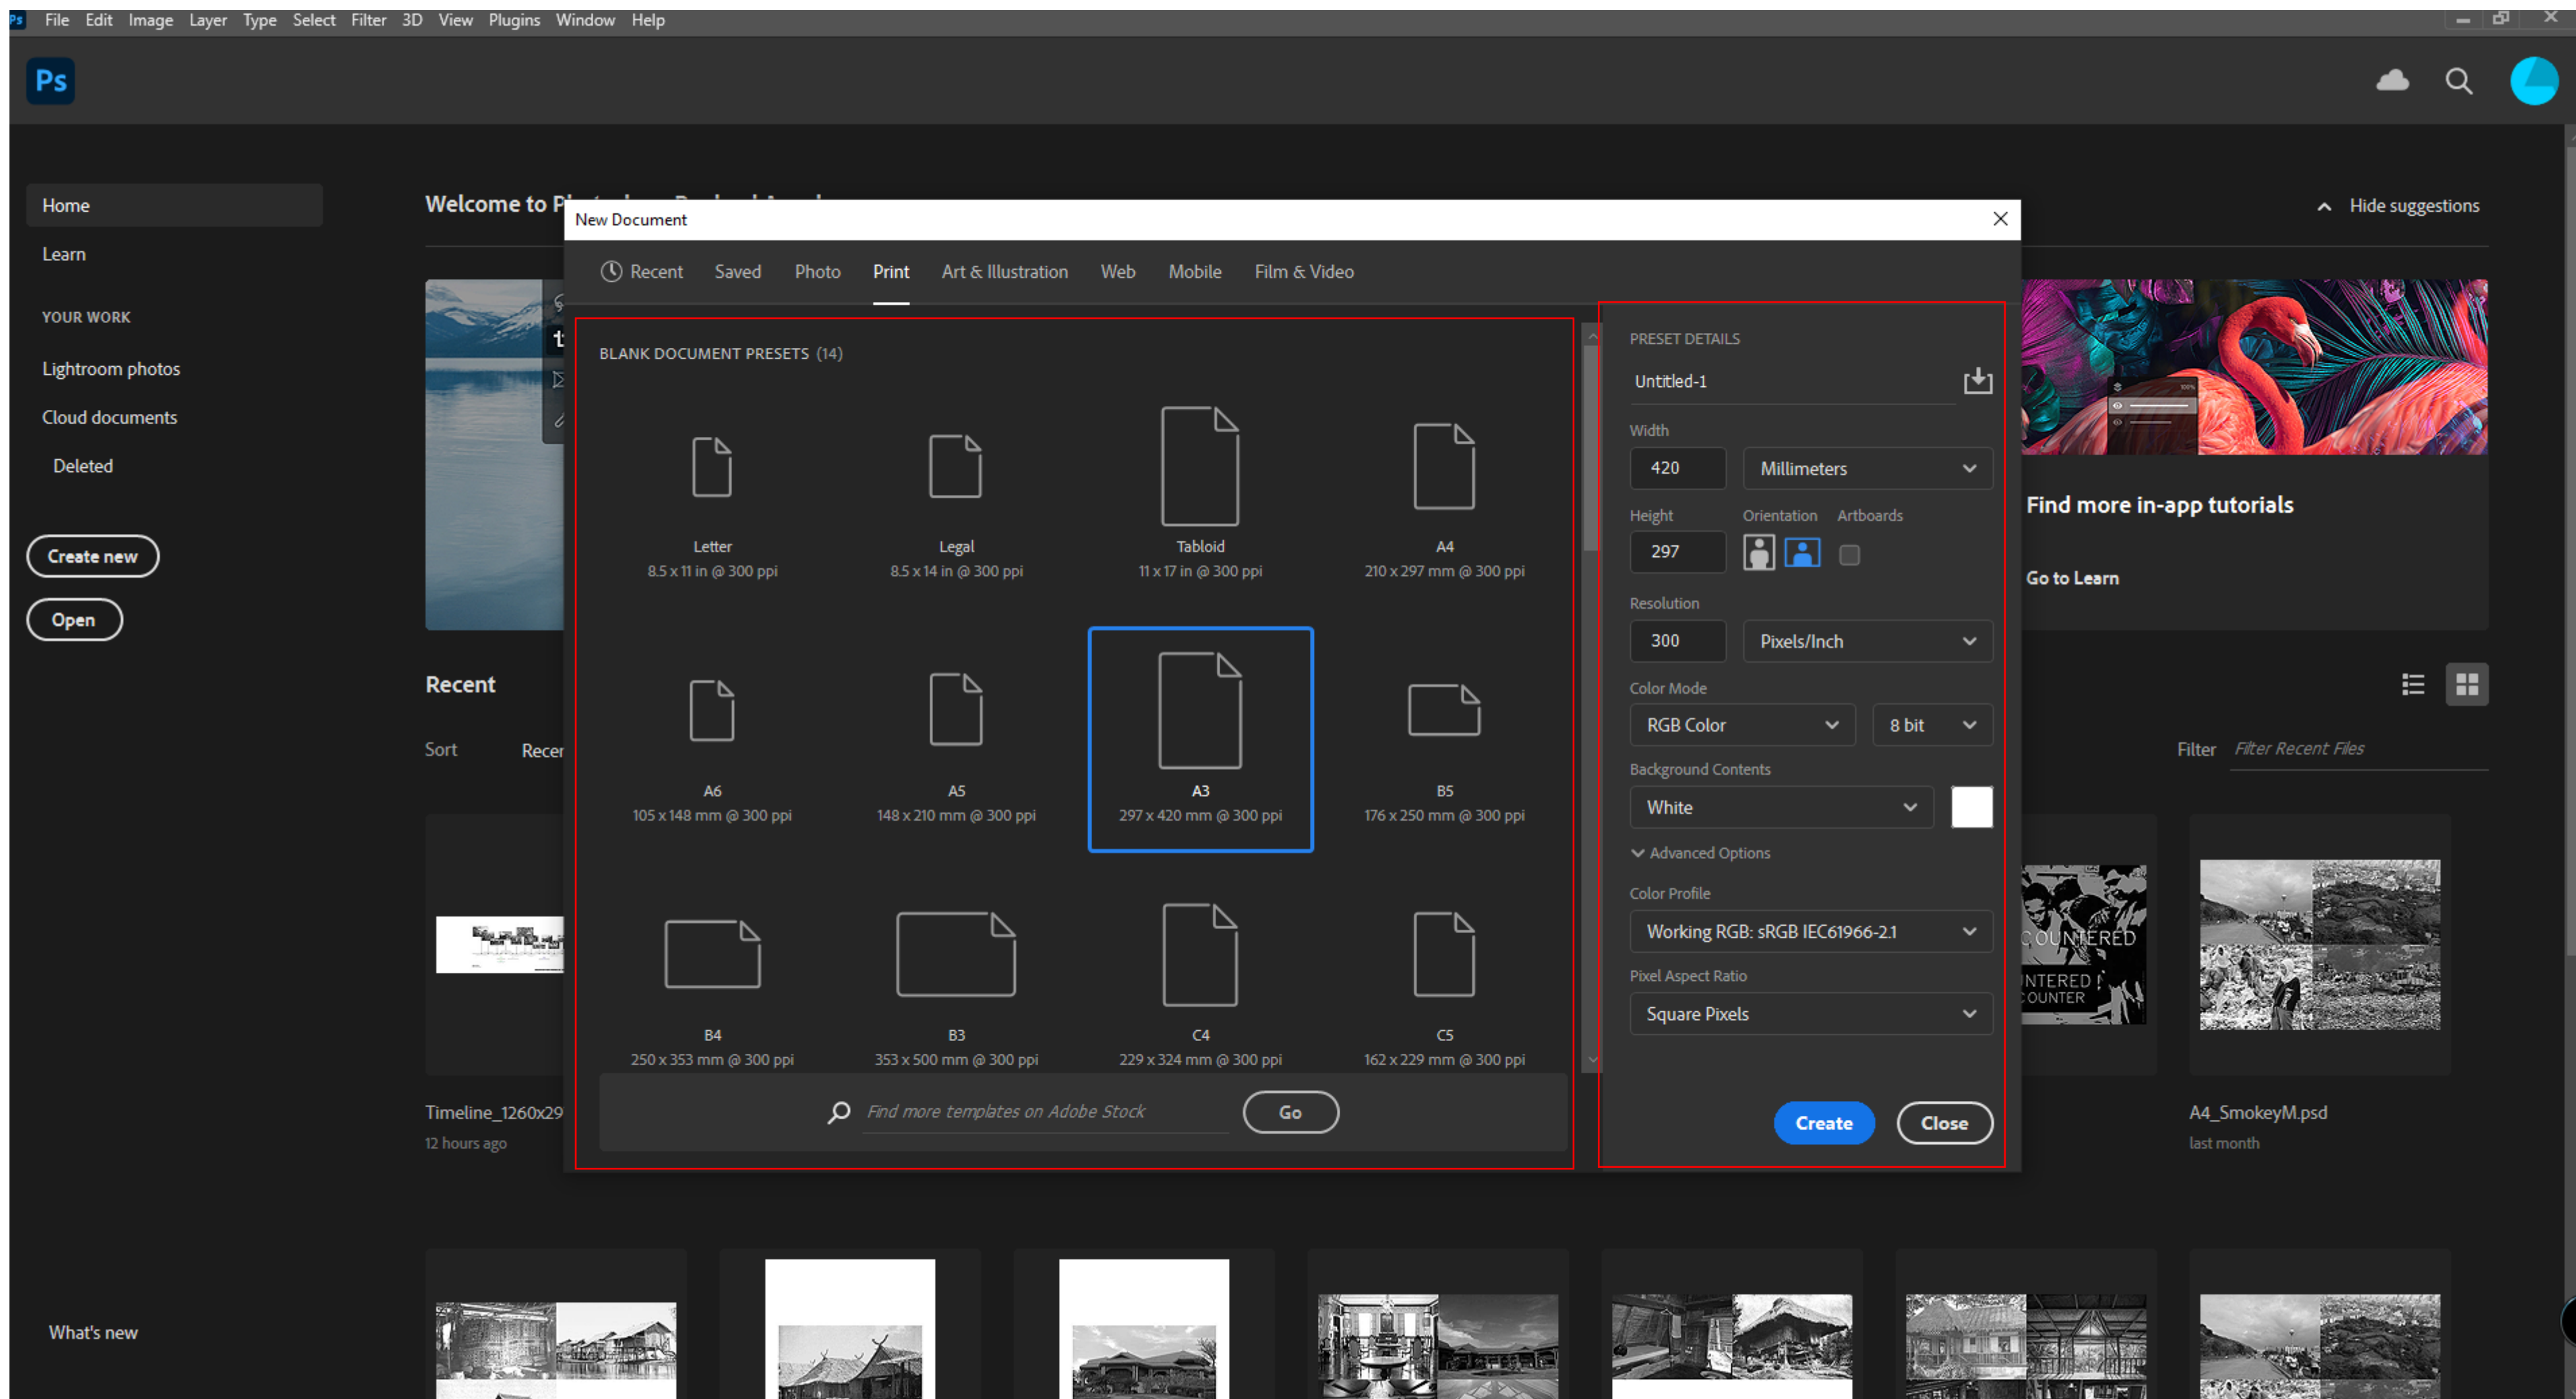 Ps File Edit Image Layer Type Select Filter 3D View Plugins Window Help
Ps
Home
Learn
YOUR WORK
Lightroom photos
Cloud documents
Deleted
Create new
Open
What's new
Welcome to
Hide suggestions
New Document
Recent Saved Photo Print Art & Illustration Web Mobile Film & Video
BLANK DOCUMENT PRESETS (14)
Letter
8.5 x 11 in @ 300 ppi
Legal
8.5 x 14 in @ 300 ppi
Tabloid
11 x 17 in @ 300 ppi
A4
210 x 297 mm @ 300 ppi
A6
105 x 148 mm @ 300 ppi
A5
148 x 210 mm @ 300 ppi
A3
297 x 420 mm @ 300 ppi
B5
176 x 250 mm @ 300 ppi
B4
250 x 353 mm @ 300 ppi
B3
353 x 500 mm @ 300 ppi
C4
229 x 324 mm @ 300 ppi
C5
162 x 229 mm @ 300 ppi
Find more templates on Adobe Stock Go
PRESET DETAILS
Untitled-1
Width
420 Millimeters
Height Orientation Artboards
297
Resolution
300 Pixels/Inch
Color Mode
RGB Color 8 bit
Background Contents
White
Advanced Options
Color Profile
Working RGB: sRGB IEC61966-2.1
Pixel Aspect Ratio
Square Pixels
Create Close
100%
Find more in-app tutorials
Go to Learn
Recent
Sort Recen
Filter Filter Recent Files
COUNTERED
NTERED
COUNTER
Timeline_1260x29
12 hours ago
A4_SmokeyM.psd
last month